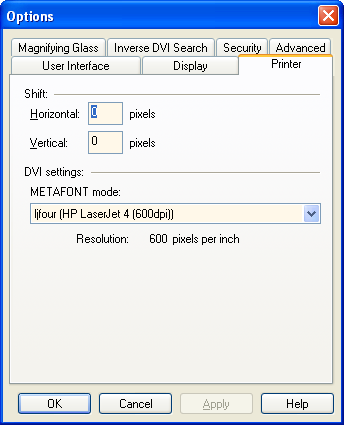 Options
Magnifying Glass Inverse DVI Search Security Advanced
User Interface Display Printer
Shift:
Horizontal: 0 pixels
Vertical: 0 pixels
DVI settings:
METAFONT mode:
ljfour (HP LaserJet 4 (600dpi))
Resolution: 600 pixels per inch
OK Cancel Apply Help